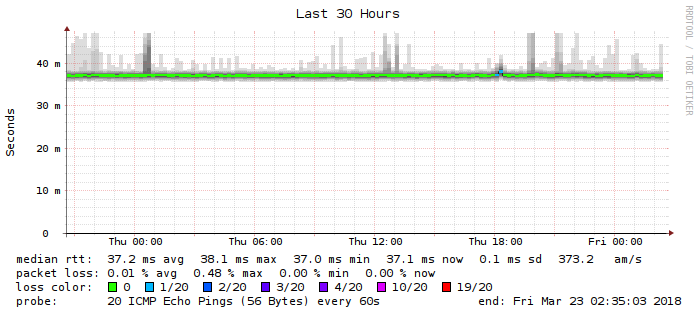 Last 30 Hours
RRDTOOL / TOBI OETIKER
Seconds
40 m
30 m
20 m
10 m
0
Thu 00:00 Thu 06:00 Thu 12:00 Thu 18:00 Fri 00:00
median rtt: 37.2 ms avg 38.1 ms max 37.0 ms min 37.1 ms now 0.1 ms sd 373.2 am/s
packet loss: 0.01 % avg 0.48 % max 0.00 % min 0.00 % now
loss color: 0 1/20 2/20 3/20 4/20 10/20 19/20
probe: 20 ICMP Echo Pings (56 Bytes) every 60s end: Fri Mar 23 02:35:03 2018